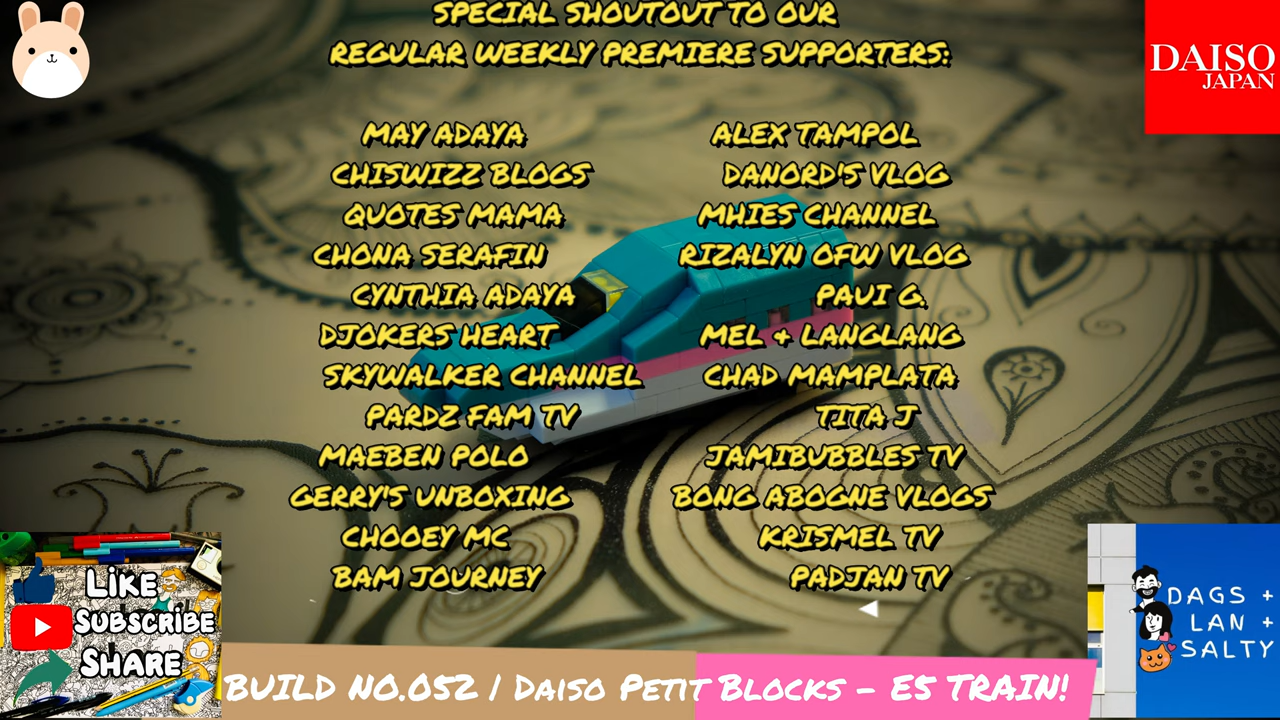 SPECIAL SHOUTOUT TO OUR
REGULAR WEEKLY PREMIERE SUPPORTERS:
MAY ADAYA
CHISWIZZ BLOGS
QUOTES MAMA
CHONA SERAFIN
CYNTHIA ADAYA
DJOKERS HEART
SKYWALKER CHANNEL
PARDZ FAM TV
MAEBEN POLO
GERRY'S UNBOXING
CHOOEY MC
BAM JOURNEY
ALEX TAMPOL
DANORD'S VLOG
MHIES CHANNEL
RIZALYN OFW VLOG
PAUI G.
MEL & LANGLANG
CHAD MAMPLATA
TITA J
JAMIBUBBLES TV
BONG ABOGNE VLOGS
KRISMEL TV
PADJAN TV
DAISO
JAPAN
LIKE
SUBSCRIBE
SHARE
DAGS +
LAN +
SALTY
BUILD NO.052 | DAISO PETIT BLOCKS - E5 TRAIN!